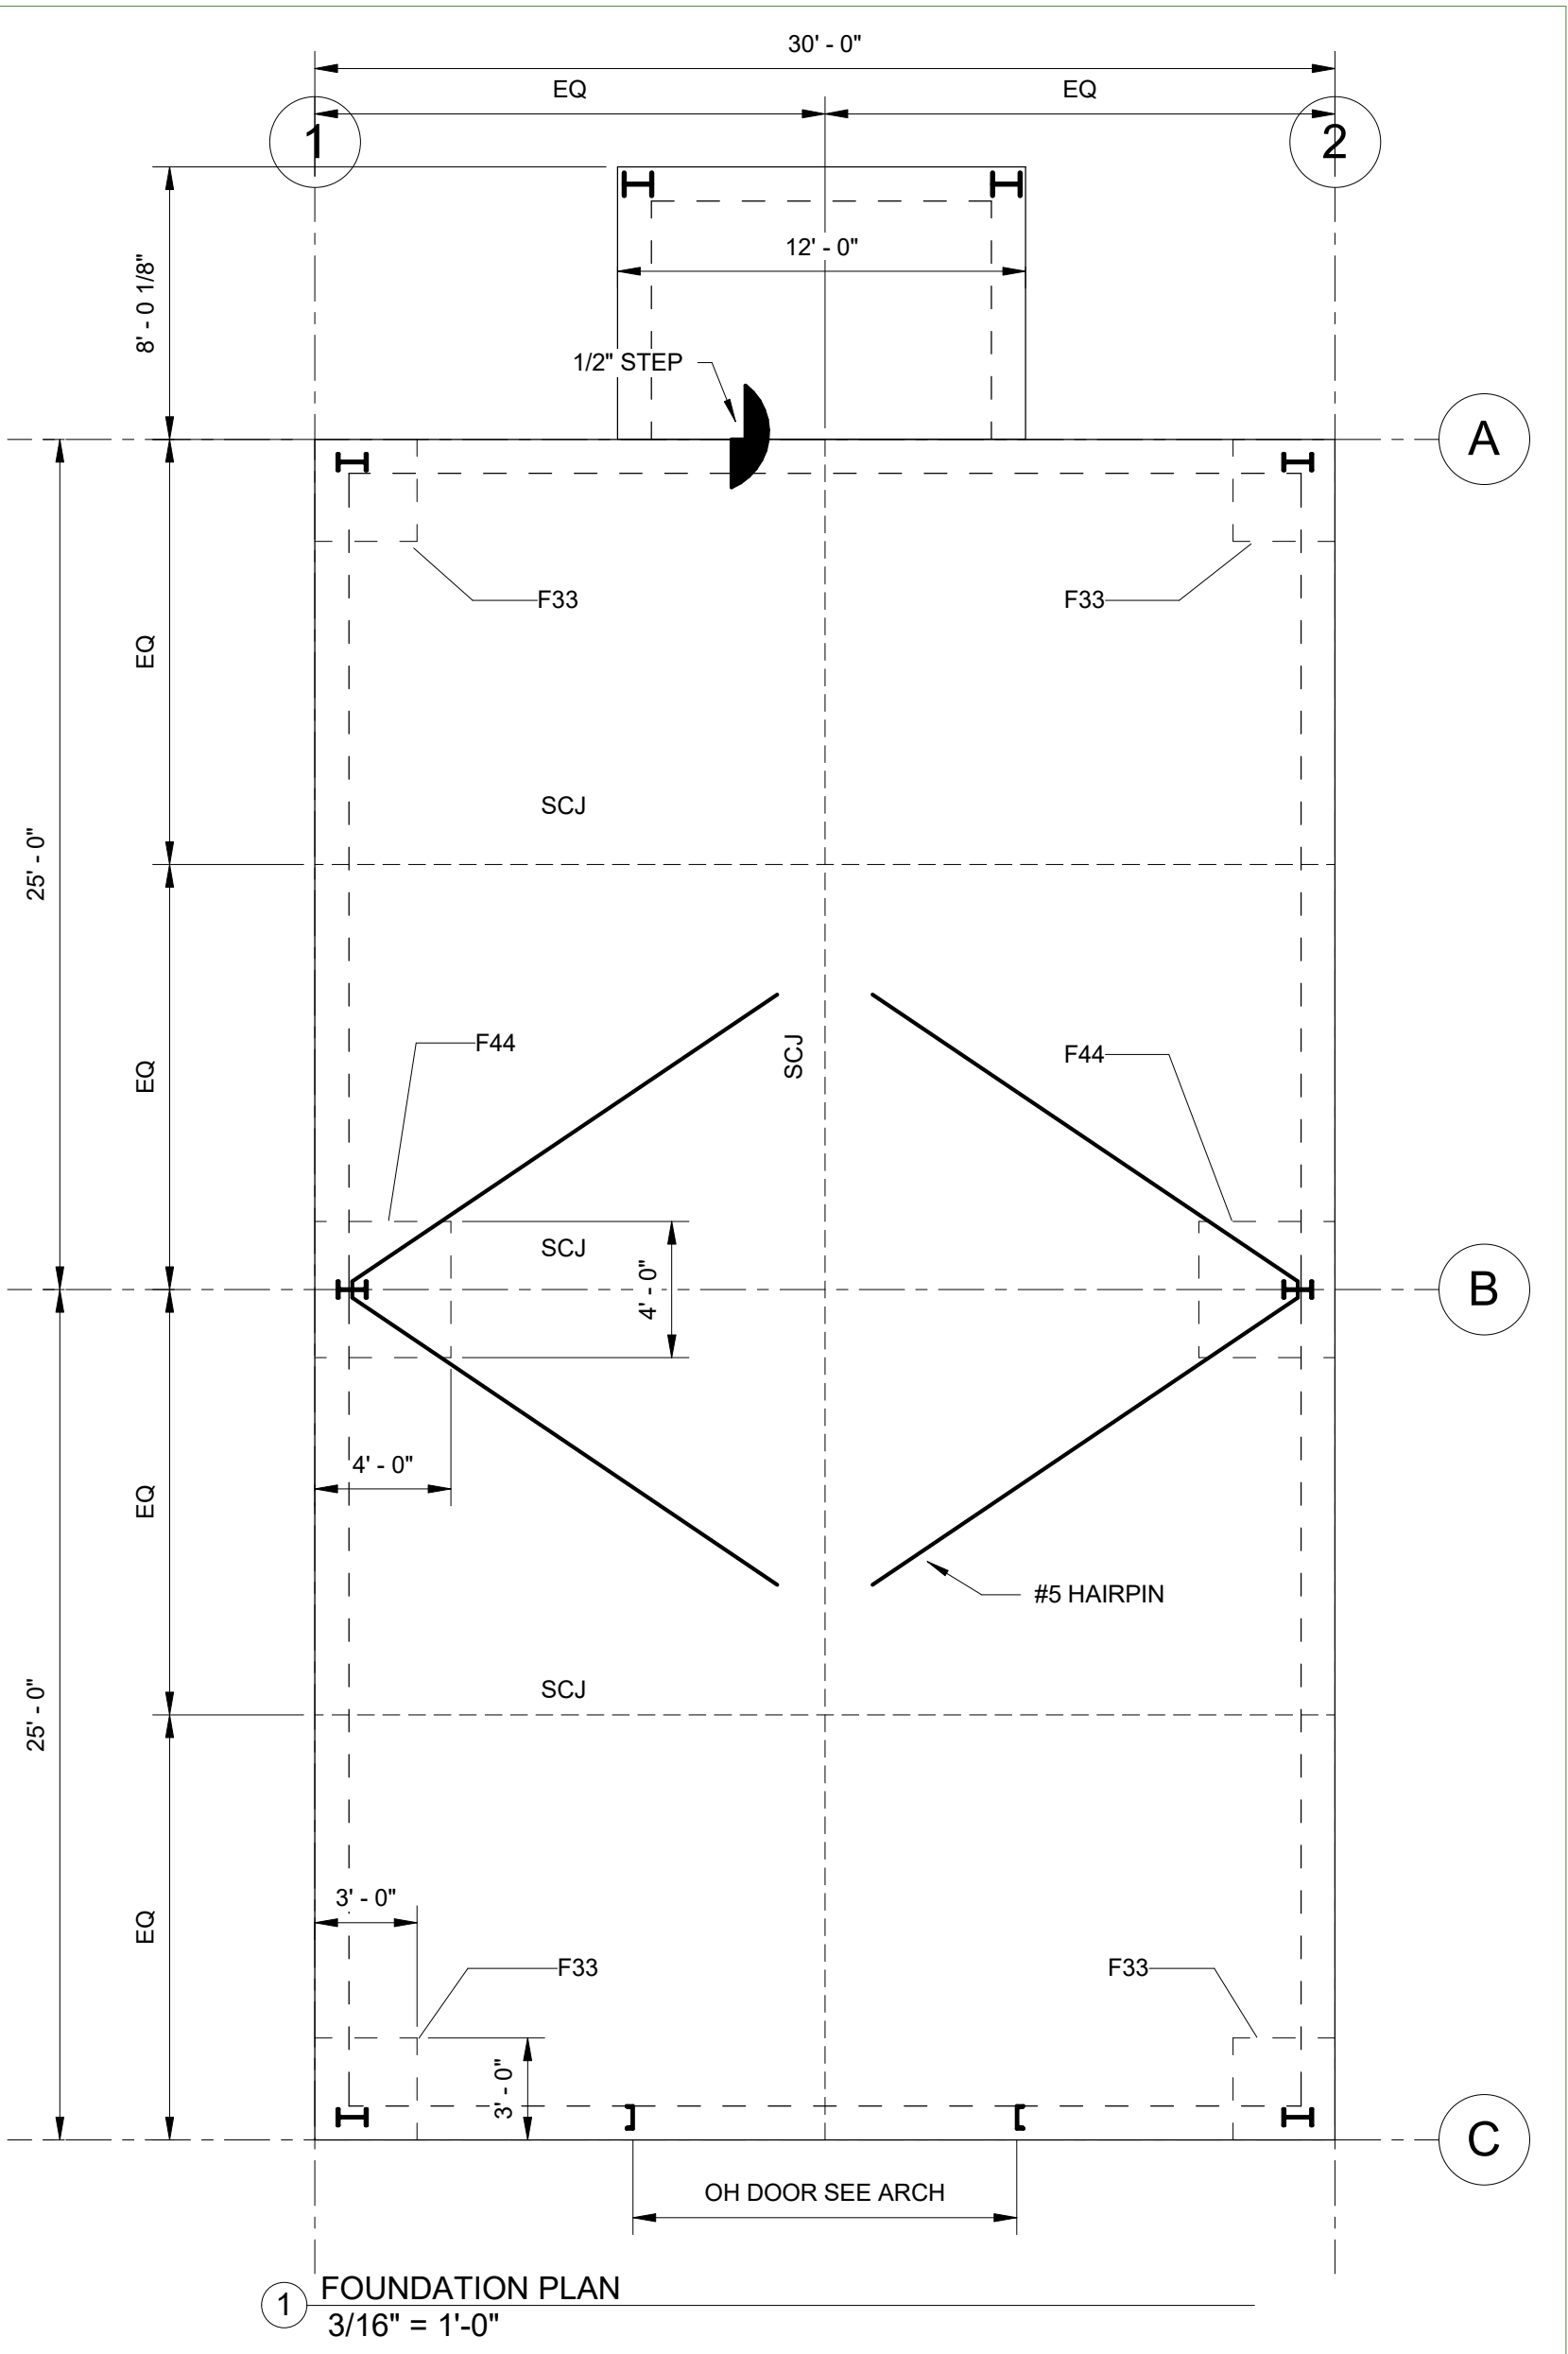 30' - 0"
EQ
EQ
1
2
8' - 0 1/8"
12' - 0"
1/2" STEP
A
F33
F33
EQ
SCJ
25' - 0"
EQ
F44
SCJ
F44
SCJ
4' - 0"
B
4' - 0"
EQ
#5 HAIRPIN
SCJ
25' - 0"
3' - 0"
EQ
F33
F33
3' - 0"
C
OH DOOR SEE ARCH
1
FOUNDATION PLAN
3/16" = 1'-0"